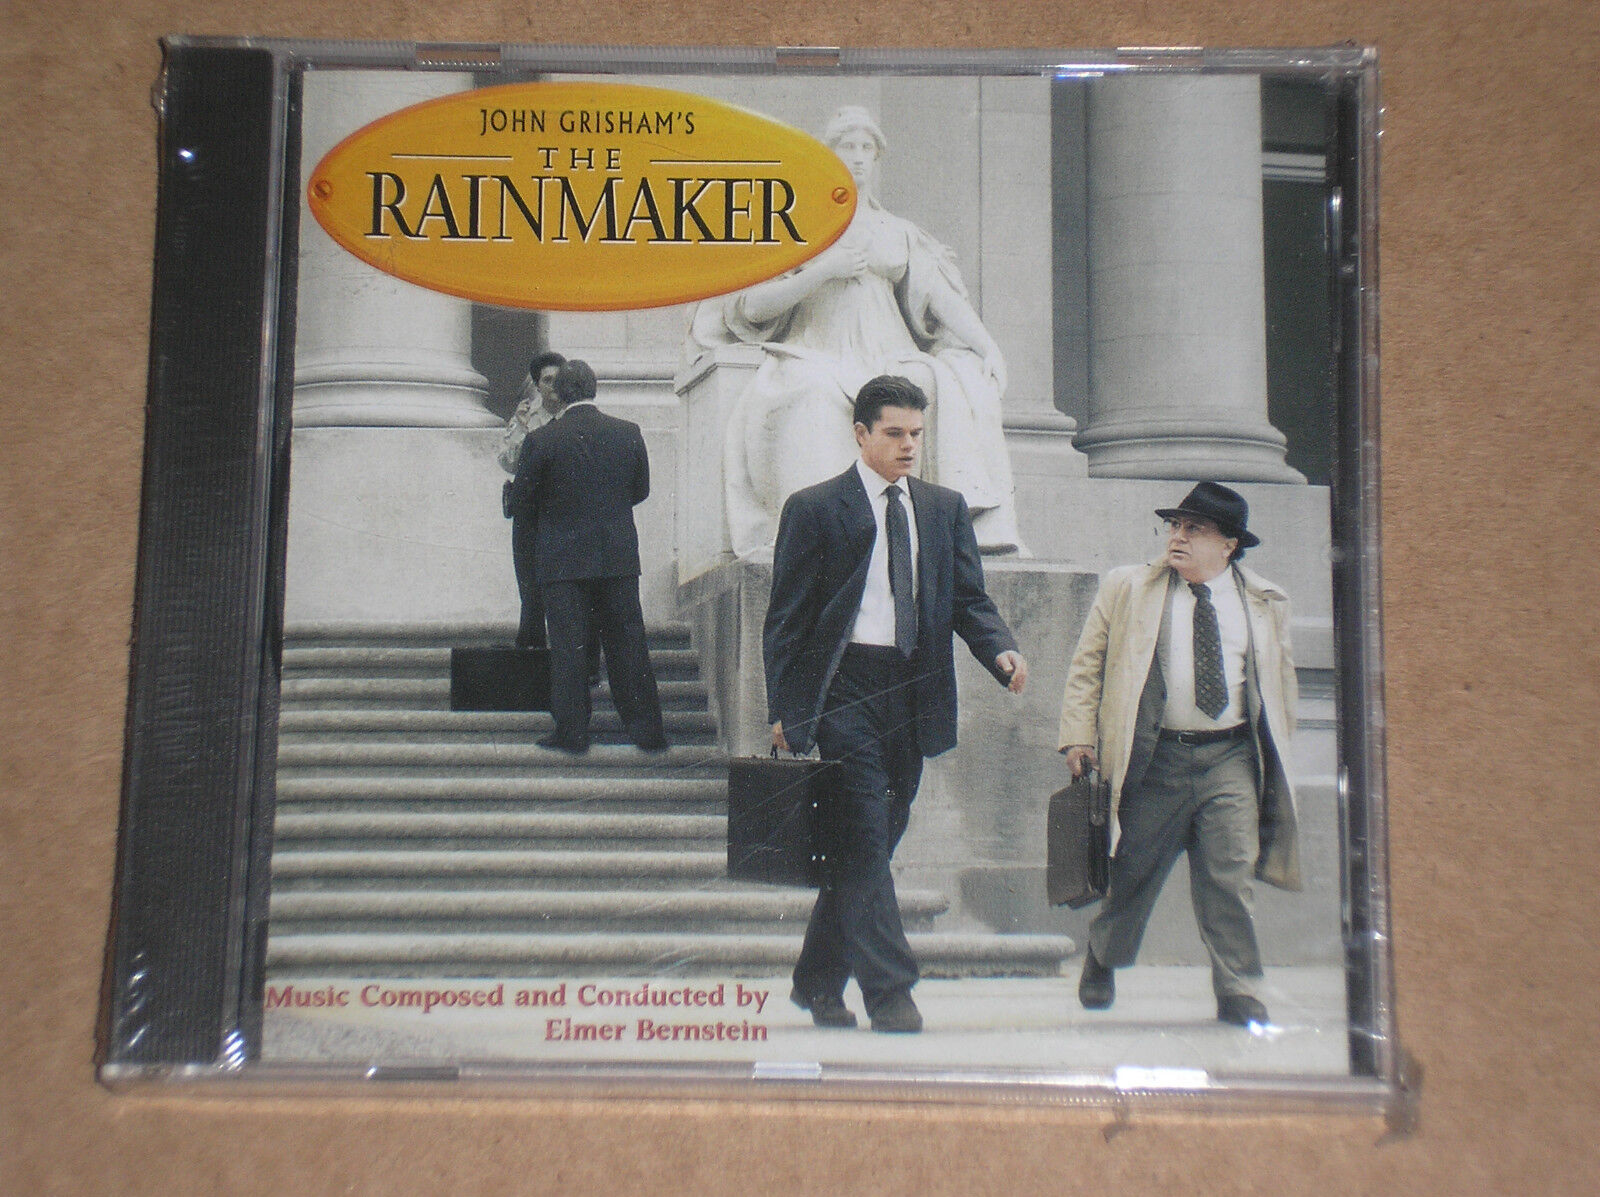 JOHN GRISHAM'S
THE
RAINMAKER
Music Composed and Conducted by
Elmer Bernstein